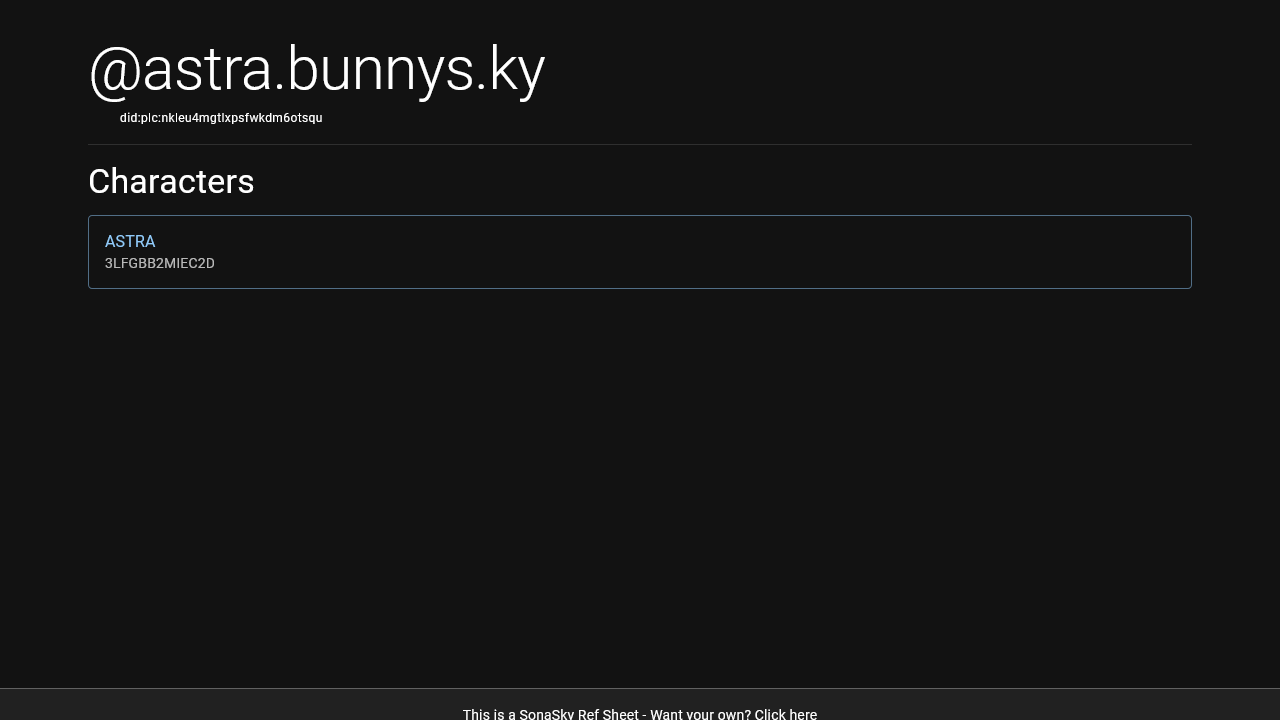 @astra.bunnys.ky
did:plc:nkleu4mgtlxpsfwkdm6otsqu
Characters
ASTRA
3LFGBB2MIEC2D
This is a SonaSky Ref Sheet - Want your own? Click here